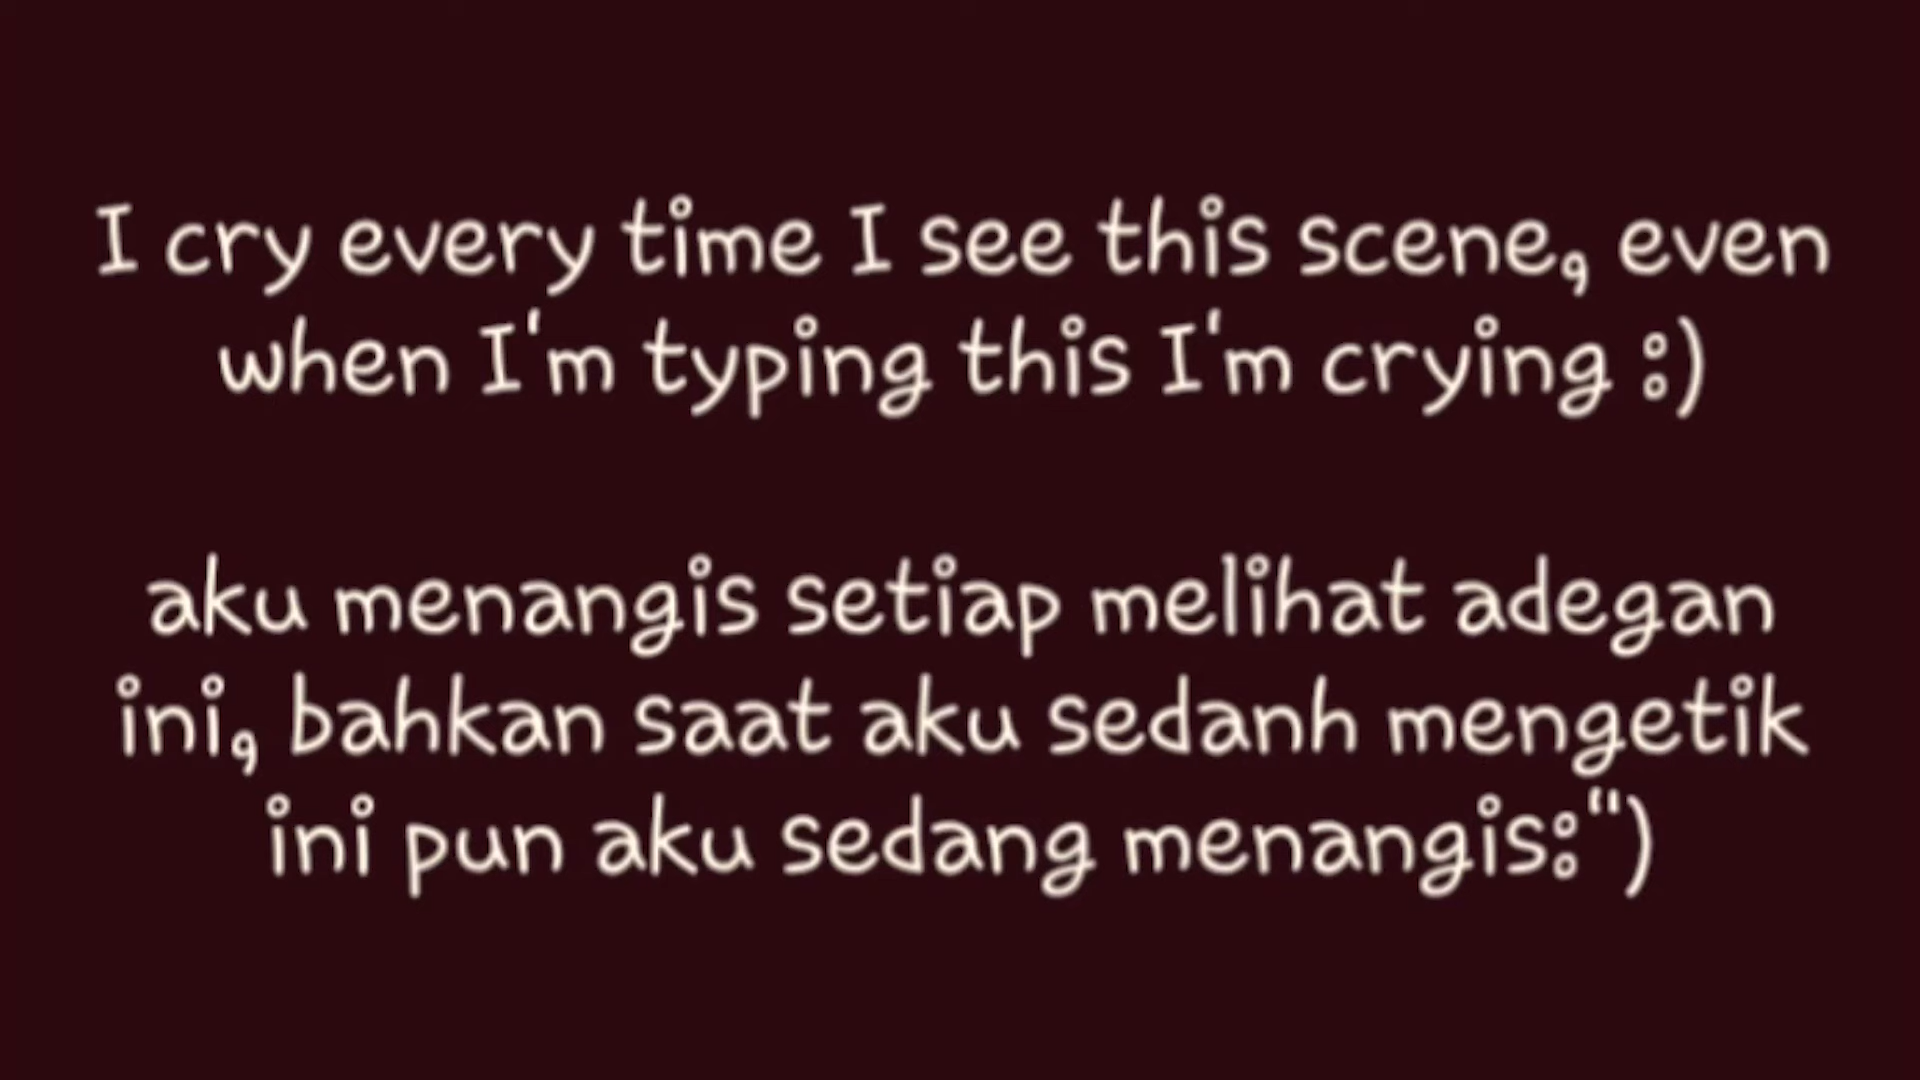 I cry every time I see this scene, even
when I'm typing this I'm crying :)
aku menangis setiap melihat adegan
ini, bahkan saat aku sedanh mengetik
ini pun aku sedang menangis:")